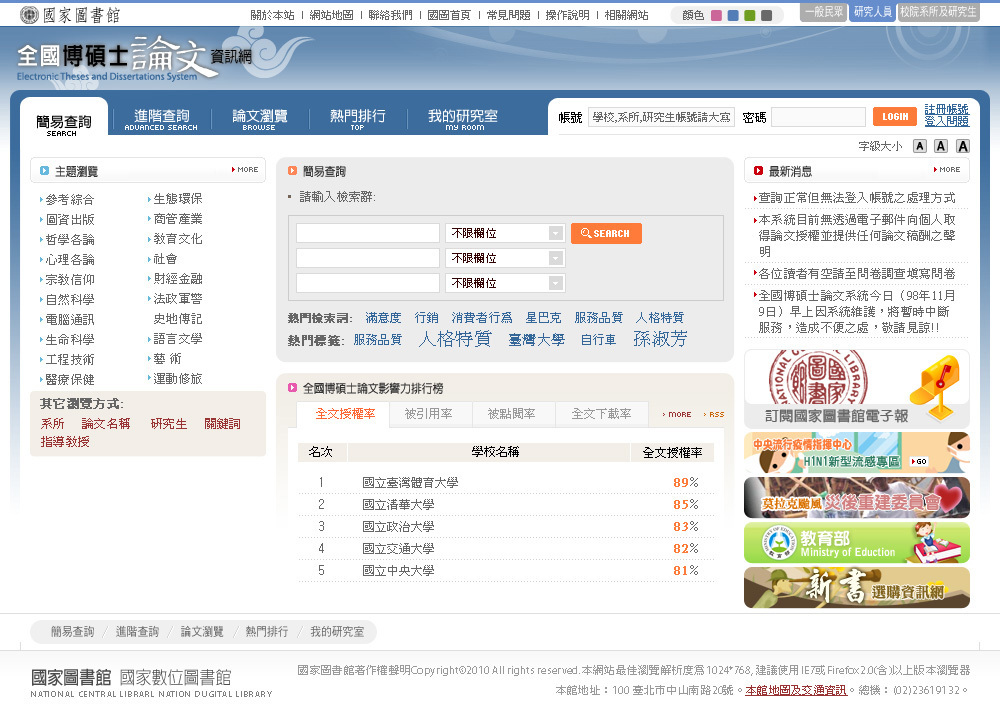 國家圖書館
關於本站 | 網站地圖 | 聯絡我們 | 國圖首頁 | 常見問題 | 操作說明 | 相關網站
顏色
一般民眾 研究人員 校院系所及研究生
全國博碩士論文資訊網
Electronic Theses and Dissertations System
簡易查詢 SEARCH
進階查詢 ADVANCED SEARCH
論文瀏覽 BROWSE
熱門排行 TOP
我的研究室 MY ROOM
帳號 學校,系所,研究生帳號請大寫 密碼 LOGIN 註冊帳號
登入問題
字級大小 A A A
主題瀏覽 MORE
參考綜合 生態環保
圖資出版 商管產業
哲學各論 教育文化
心理各論 社會
宗教信仰 財經金融
自然科學 法政軍警
電腦通訊 史地傳記
生命科學 語言文學
工程技術 藝 術
醫療保健 運動修旅
其它瀏覽方式:
系所 論文名稱 研究生 關鍵詞
指導教授
簡易查詢
請輸入檢索辭:
不限欄位 SEARCH
不限欄位
不限欄位
熱門檢索詞: 滿意度 行銷 消費者行為 星巴克 服務品質 人格特質
熱門標籤: 服務品質 人格特質 臺灣大學 自行車 孫淑芳
全國博碩士論文影響力排行榜
全文授權率 被引用率 被點閱率 全文下載率 MORE RSS
名次 學校名稱 全文授權率
1 國立臺灣體育大學 89%
2 國立清華大學 85%
3 國立政治大學 83%
4 國立交通大學 82%
5 國立中央大學 81%
最新消息 MORE
查詢正常但無法登入帳號之處理方式
本系統目前無透過電子郵件向個人取
得論文授權並提供任何論文稿酬之聲
明
各位讀者有空請至問卷調查填寫問卷
全國博碩士論文系統今日（98年11月
9日）早上因系統維護，將暫時中斷
服務，造成不便之處，敬請見諒!!
訂閱國家圖書館電子報
中央流行疫情指揮中心
H1N1新型流感專區 GO
莫拉克颱風 災後重建委員會
教育部
Ministry of Eduction
新書選購資訊網
簡易查詢 / 進階查詢 / 論文瀏覽 / 熱門排行 / 我的研究室
國家圖書館 國家數位圖書館
NATIONAL CENTRAL LIBRARL NATION DUGITAL LIBRARY
國家圖書館著作權聲明Copyright©2010 All rights reserved.本網站最佳瀏覽解析度為1024*768,建議使用IE7或Firefox2.0(含)以上版本瀏覽器
本館地址：100 臺北市中山南路20號。本館地圖及交通資訊。總機：(02)23619132。